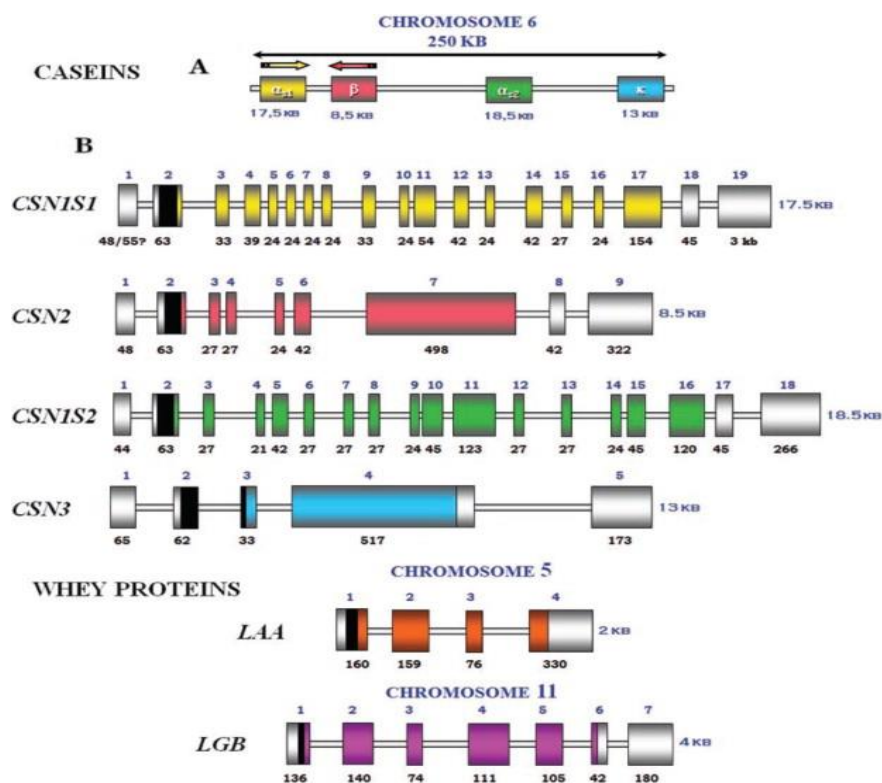 CHROMOSOME 6
250 KB
CASEINS A
αs1 β αs2 κ
17,5 KB 8,5 KB 18,5 KB 13 KB
B
1 2 3 4 5 6 7 8 9 10 11 12 13 14 15 16 17 18 19
CSN1S1 17.5 KB
48/55? 63 33 39 24 24 24 24 33 24 54 42 24 42 27 24 154 45 3 kb
1 2 3 4 5 6 7 8 9
CSN2 8.5 KB
48 63 27 27 24 42 498 42 322
1 2 3 4 5 6 7 8 9 10 11 12 13 14 15 16 17 18
CSN1S2 18.5 KB
44 63 27 21 42 27 27 27 24 45 123 27 27 24 45 120 45 266
1 2 3 4 5
CSN3 13 KB
65 62 33 517 173
WHEY PROTEINS
CHROMOSOME 5
1 2 3 4
LAA 2 KB
160 159 76 330
CHROMOSOME 11
1 2 3 4 5 6 7
LGB 4 KB
136 140 74 111 105 42 180